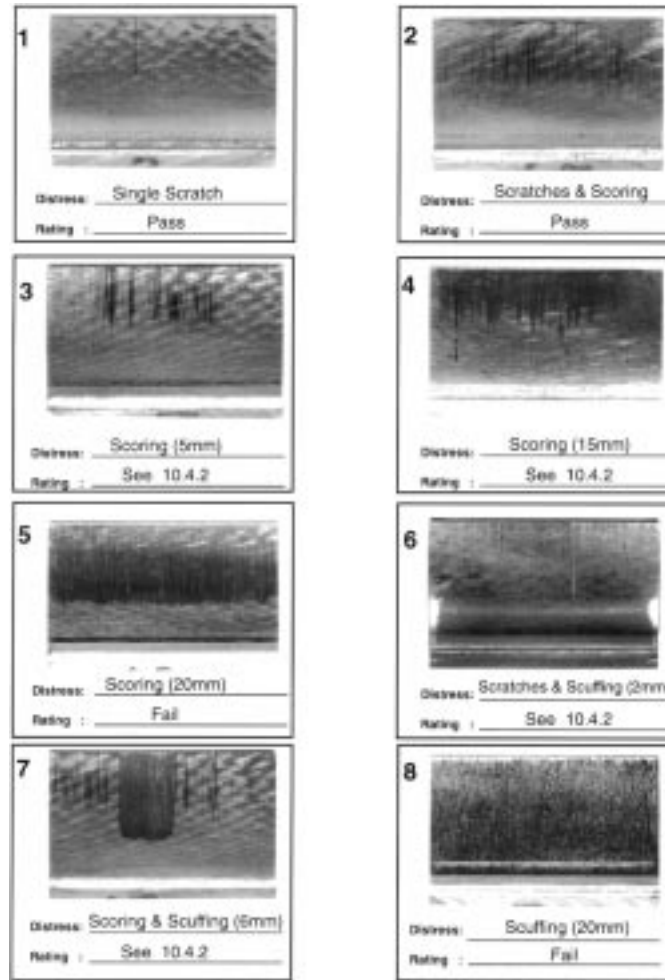 1
Distress: Single Scratch
Rating : Pass
2
Distress: Scratches & Scoring
Rating : Pass
3
Distress: Scoring (5mm)
Rating : See 10.4.2
4
Distress: Scoring (15mm)
Rating : See 10.4.2
5
Distress: Scoring (20mm)
Rating : Fail
6
Distress: Scratches & Scuffing (2mm
Rating : See 10.4.2
7
Distress: Scoring & Scuffing (6mm)
Rating : See 10.4.2
8
Distress: Scuffing (20mm)
Rating : Fail